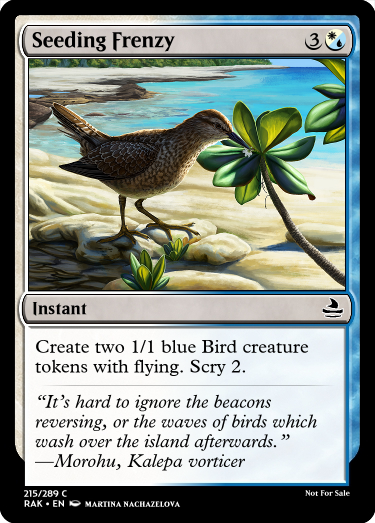 Seeding Frenzy 3
Instant
Create two 1/1 blue Bird creature
tokens with flying. Scry 2.
“It’s hard to ignore the beacons
reversing, or the waves of birds which
wash over the island afterwards.”
—Morohu, Kalepa vorticer
215/289 C Not For Sale
RAK • EN MARTINA NACHAZELOVA